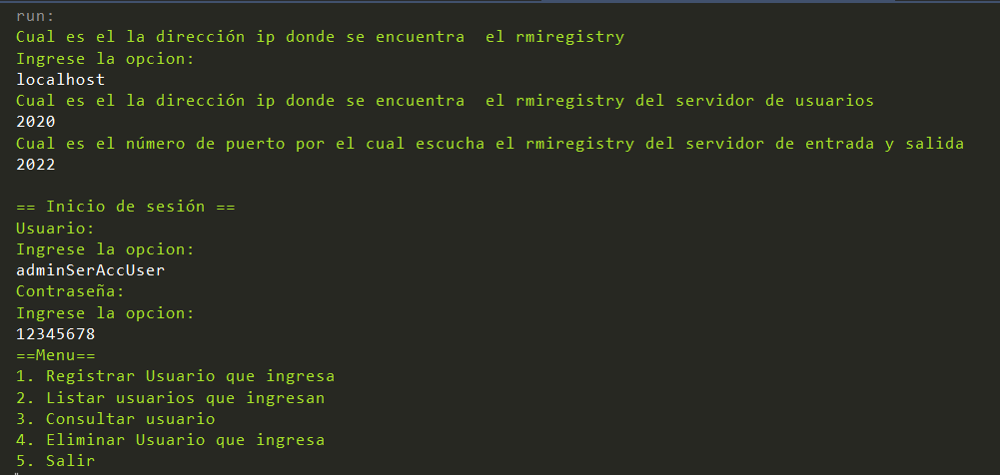 run:
Cual es el la dirección ip donde se encuentra  el rmiregistry
Ingrese la opcion:
localhost
Cual es el la dirección ip donde se encuentra  el rmiregistry del servidor de usuarios
2020
Cual es el número de puerto por el cual escucha el rmiregistry del servidor de entrada y salida
2022
== Inicio de sesión ==
Usuario:
Ingrese la opcion:
adminSerAccUser
Contraseña:
Ingrese la opcion:
12345678
==Menu==
1. Registrar Usuario que ingresa
2. Listar usuarios que ingresan
3. Consultar usuario
4. Eliminar Usuario que ingresa
5. Salir